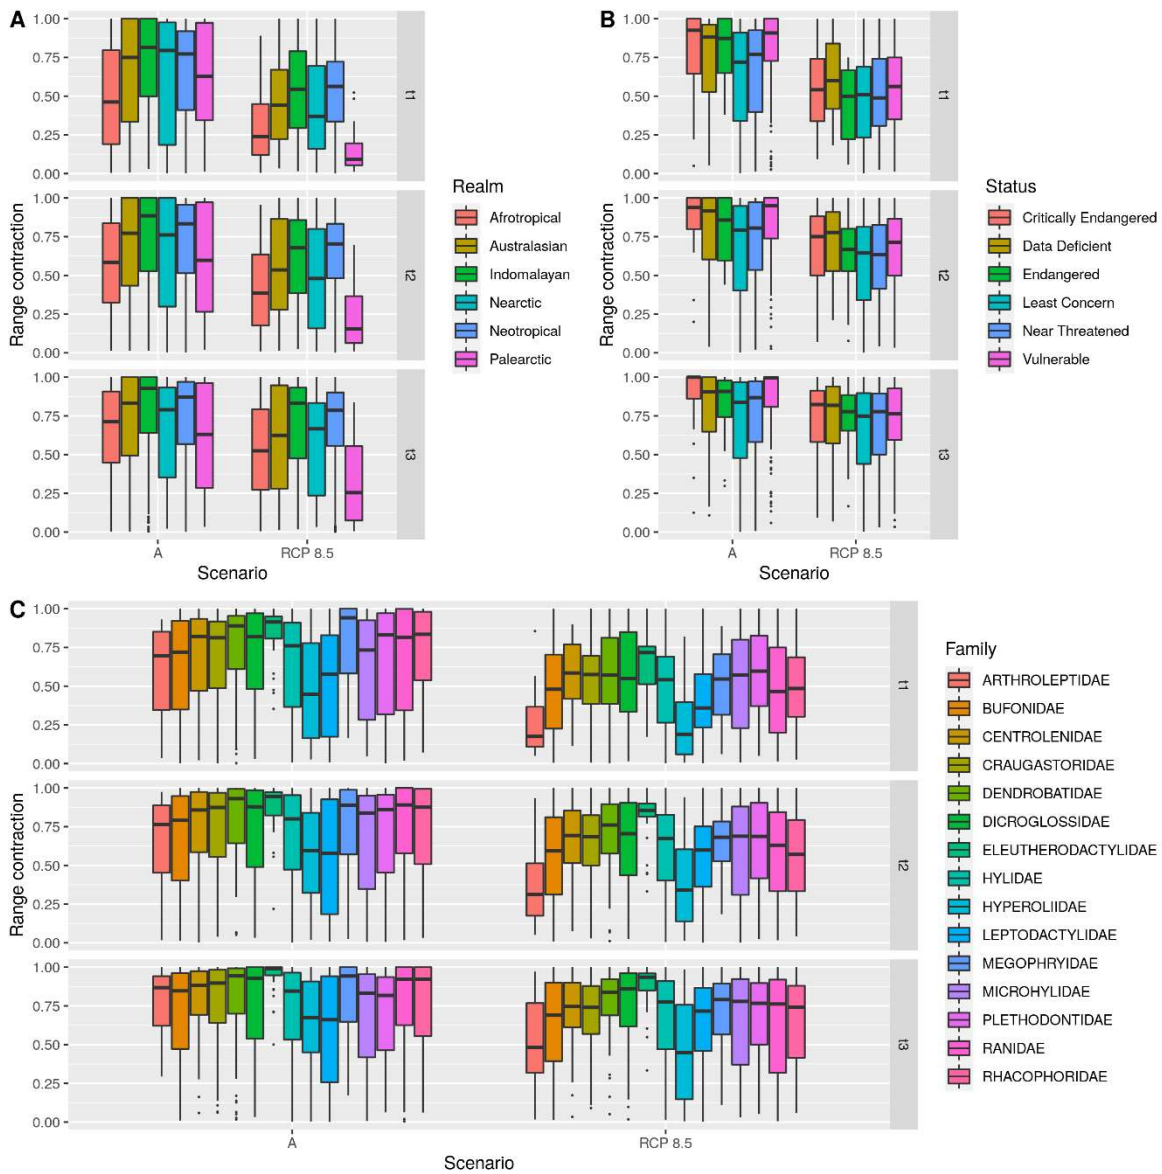 A
1.00
0.75
0.50
0.25
0.00
t1
1.00
0.75
0.50
0.25
0.00
t2
1.00
0.75
0.50
0.25
0.00
t3
Range contraction
A
RCP 8.5
Scenario
Realm
Afrotropical
Australasian
Indomalayan
Nearctic
Neotropical
Palearctic
B
1.00
0.75
0.50
0.25
0.00
t1
1.00
0.75
0.50
0.25
0.00
t2
1.00
0.75
0.50
0.25
0.00
t3
Range contraction
A
RCP 8.5
Scenario
Status
Critically Endangered
Data Deficient
Endangered
Least Concern
Near Threatened
Vulnerable
C
1.00
0.75
0.50
0.25
0.00
t1
1.00
0.75
0.50
0.25
0.00
t2
1.00
0.75
0.50
0.25
0.00
t3
Range contraction
A
RCP 8.5
Scenario
Family
ARTHROLEPTIDAE
BUFONIDAE
CENTROLENIDAE
CRAUGASTORIDAE
DENDROBATIDAE
DICROGLOSSIDAE
ELEUTHERODACTYLIDAE
HYLIDAE
HYPEROLIIDAE
LEPTODACTYLIDAE
MEGOPHRYIDAE
MICROHYLIDAE
PLETHODONTIDAE
RANIDAE
RHACOPHORIDAE